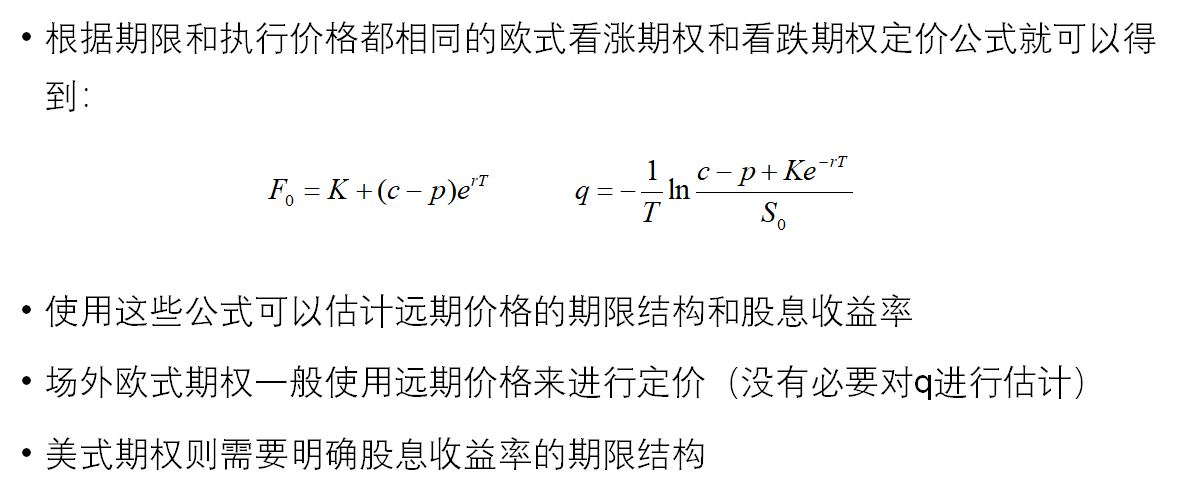 • 根据期限和执行价格都相同的欧式看涨期权和看跌期权定价公式就可以得
到：
F₀ = K + (c − p)e^{rT}    q = −\frac{1}{T} ln \frac{c − p + Ke^{−rT}}{S₀}
• 使用这些公式可以估计远期价格的期限结构和股息收益率
• 场外欧式期权一般使用远期价格来进行定价（没有必要对q进行估计）
• 美式期权则需要明确股息收益率的期限结构